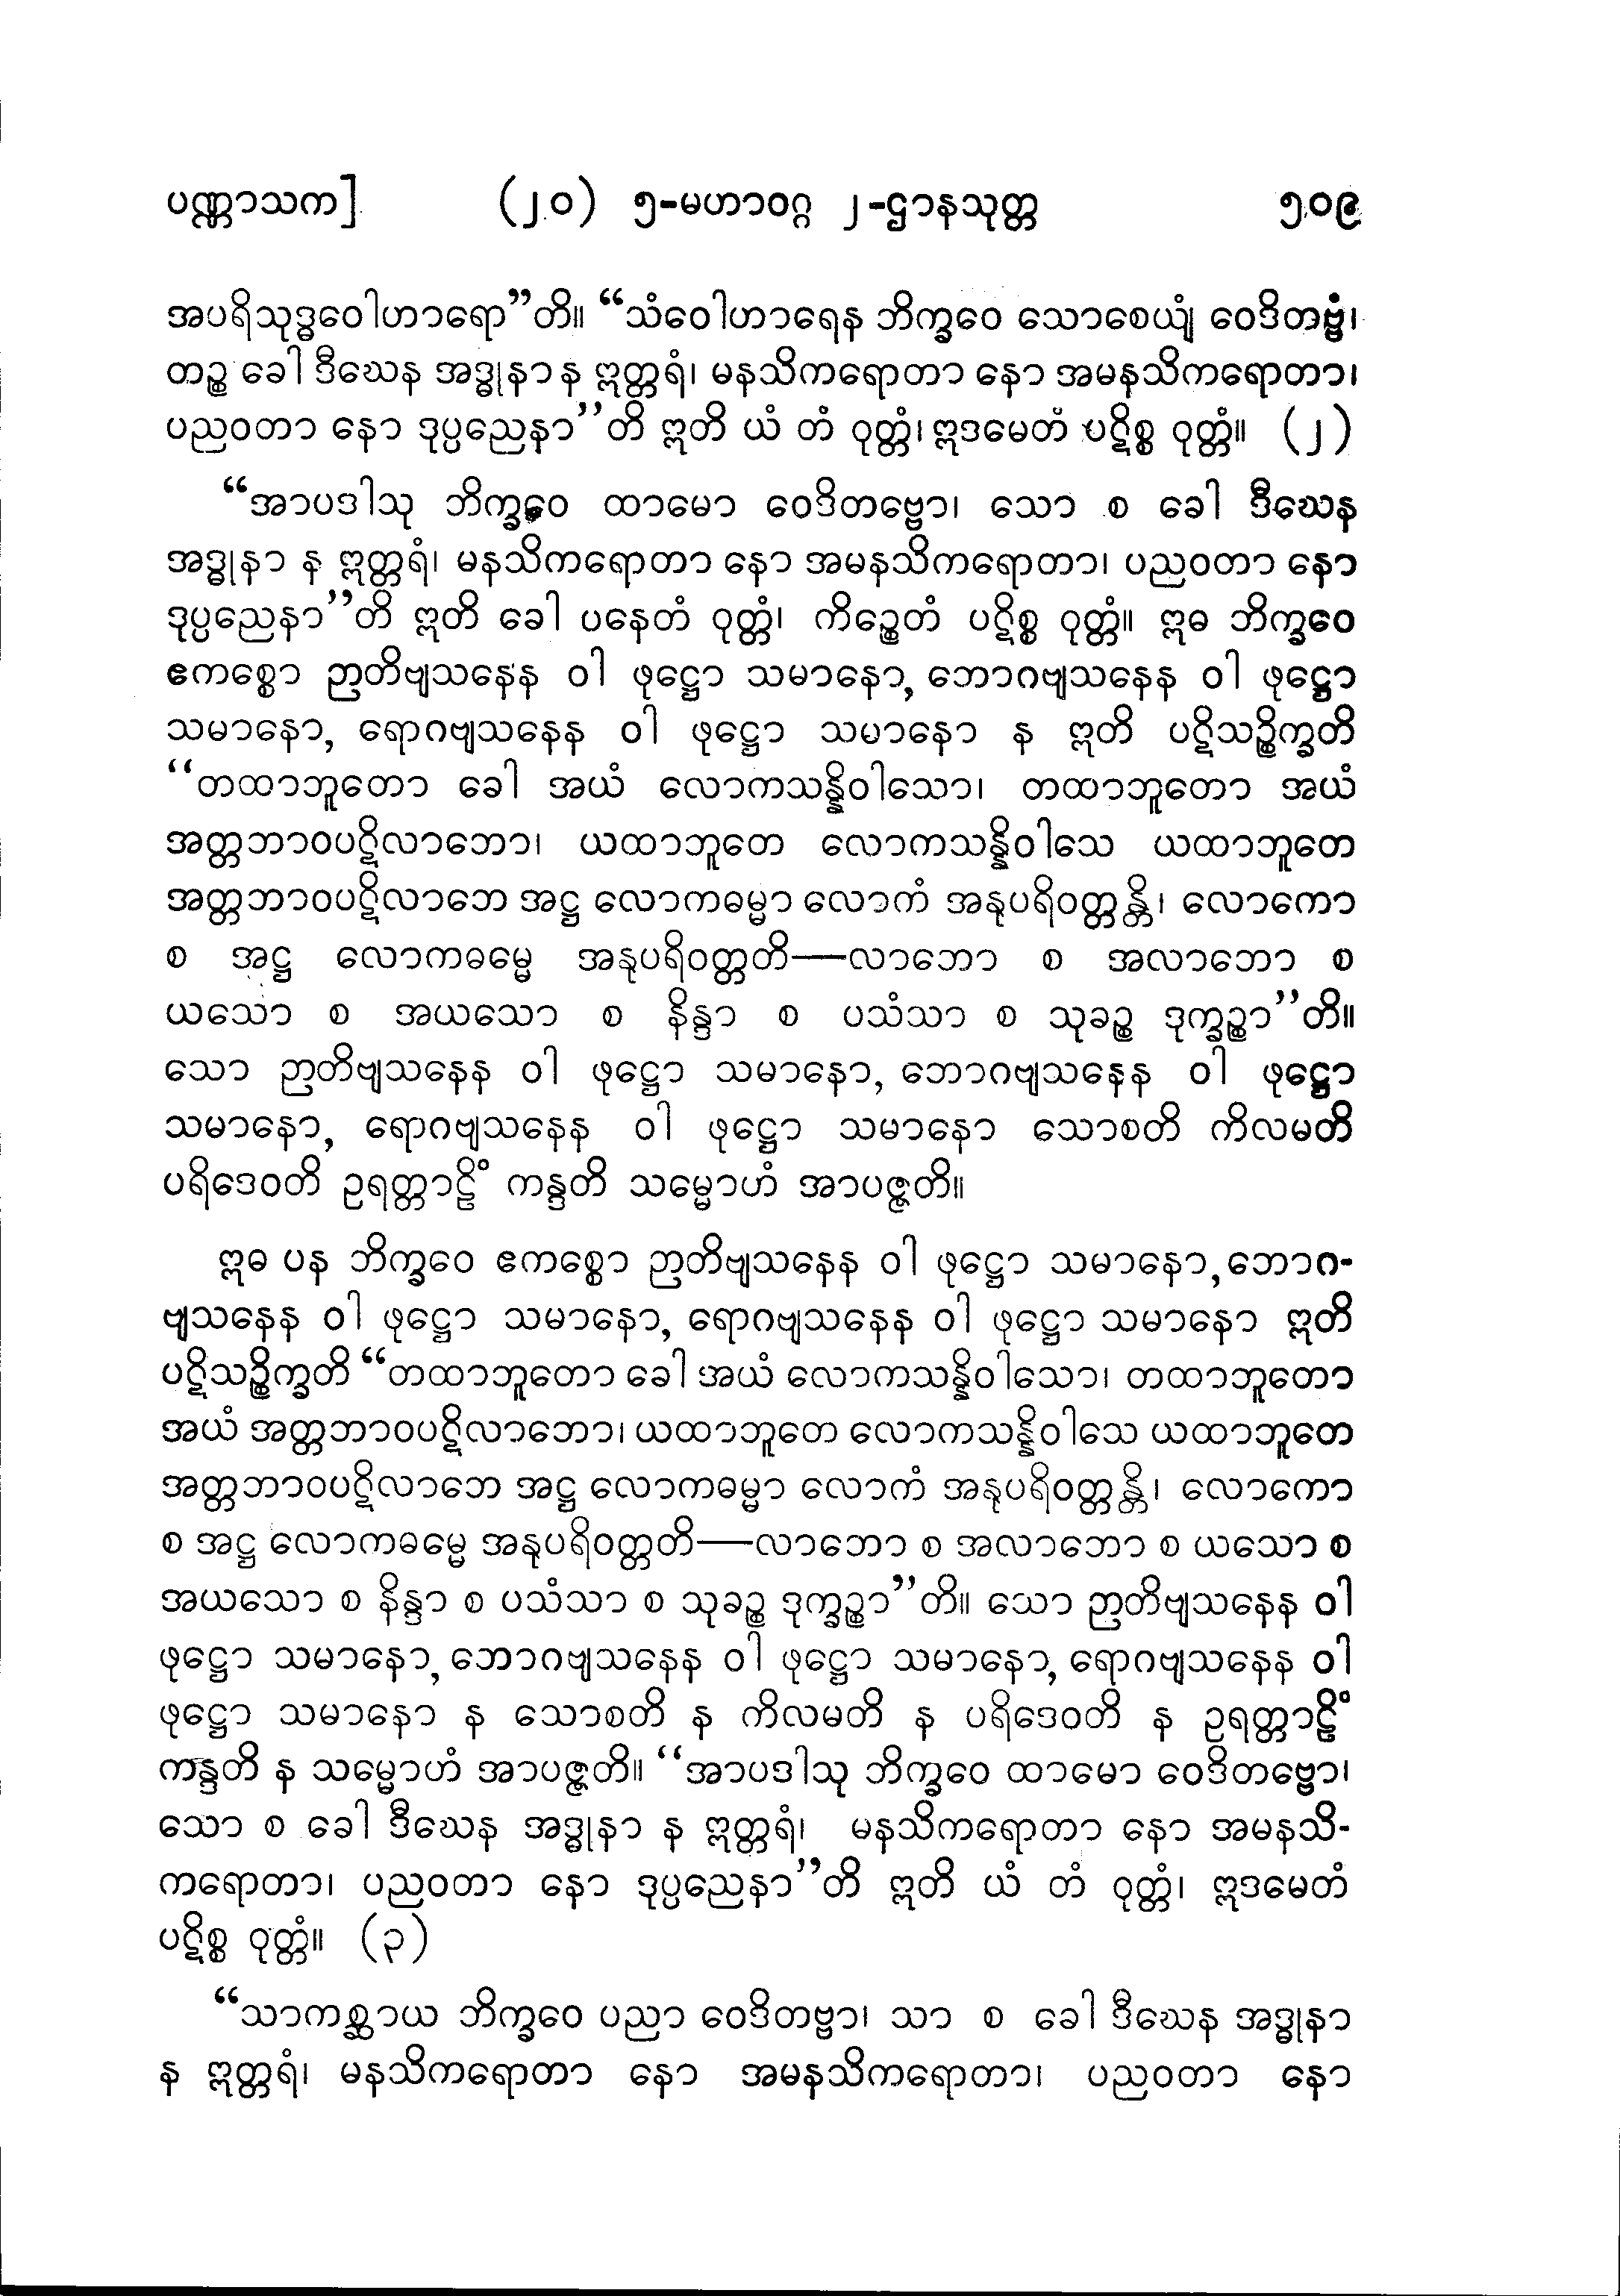 ပဏ္ဏာသက] (၂၀) ၅-မဟာဝဂ္ဂ ၂-ဌာနသုတ္တ ၅၀၉
အပရိသုဒ္ဓဝေါဟာရော”တိ။ “သံဝေါဟာရေန ဘိက္ခဝေ သောစေယျံ ဝေဒိတဗ္ဗံ၊
တဉ္စ ခေါ ဒီဃေန အဒ္ဓုနာ န ဣတ္တရံ၊ မနသိကရောတာ နော အမနသိကရောတာ၊
ပညဝတာ နော ဒုပ္ပညေနာ”တိ ဣတိ ယံ တံ ဝုတ္တံ၊ ဣဒမေတံ ပဋိစ္စ ဝုတ္တံ။ (၂)
“အာပဒါသု ဘိက္ခဝေ ထာမော ဝေဒိတဗ္ဗော၊ သော စ ခေါ ဒီဃေန
အဒ္ဓုနာ န ဣတ္တရံ၊ မနသိကရောတာ နော အမနသိကရောတာ၊ ပညဝတာ နော
ဒုပ္ပညေနာ”တိ ဣတိ ခေါ ပနေတံ ဝုတ္တံ၊ ကိဉ္စေတံ ပဋိစ္စ ဝုတ္တံ။ ဣဓ ဘိက္ခဝေ
ဧကစ္စော ဉာတိဗျသနေန ဝါ ဖုဋ္ဌော သမာနော, ဘောဂဗျသနေန ဝါ ဖုဋ္ဌော
သမာနော, ရောဂဗျသနေန ဝါ ဖုဋ္ဌော သမာနော န ဣတိ ပဋိသဉ္စိက္ခတိ
“တထာဘူတော ခေါ အယံ လောကသန္နိဝါသော၊ တထာဘူတော အယံ
အတ္တဘာဝပဋိလာဘော၊ ယထာဘူတေ လောကသန္နိဝါသေ ယထာဘူတေ
အတ္တဘာဝပဋိလာဘေ အဋ္ဌ လောကဓမ္မာ လောကံ အနုပရိဝတ္တန္တိ၊ လောကော
စ အဋ္ဌ လောကဓမ္မေ အနုပရိဝတ္တတိ—လာဘော စ အလာဘော စ
ယသော စ အယသော စ နိန္ဒာ စ ပသံသာ စ သုခဉ္စ ဒုက္ခဉ္စာ”တိ။
သော ဉာတိဗျသနေန ဝါ ဖုဋ္ဌော သမာနော, ဘောဂဗျသနေန ဝါ ဖုဋ္ဌော
သမာနော, ရောဂဗျသနေန ဝါ ဖုဋ္ဌော သမာနော သောစတိ ကိလမတိ
ပရိဒေဝတိ ဥရတ္တာဠိံ ကန္ဒတိ သမ္မောဟံ အာပဇ္ဇတိ။
ဣဓ ပန ဘိက္ခဝေ ဧကစ္စော ဉာတိဗျသနေန ဝါ ဖုဋ္ဌော သမာနော, ဘောဂ-
ဗျသနေန ဝါ ဖုဋ္ဌော သမာနော, ရောဂဗျသနေန ဝါ ဖုဋ္ဌော သမာနော ဣတိ
ပဋိသဉ္စိက္ခတိ “တထာဘူတော ခေါ အယံ လောကသန္နိဝါသော၊ တထာဘူတော
အယံ အတ္တဘာဝပဋိလာဘော၊ ယထာဘူတေ လောကသန္နိဝါသေ ယထာဘူတေ
အတ္တဘာဝပဋိလာဘေ အဋ္ဌ လောကဓမ္မာ လောကံ အနုပရိဝတ္တန္တိ၊ လောကော
စ အဋ္ဌ လောကဓမ္မေ အနုပရိဝတ္တတိ—လာဘော စ အလာဘော စ ယသော စ
အယသော စ နိန္ဒာ စ ပသံသာ စ သုခဉ္စ ဒုက္ခဉ္စာ”တိ။ သော ဉာတိဗျသနေန ဝါ
ဖုဋ္ဌော သမာနော, ဘောဂဗျသနေန ဝါ ဖုဋ္ဌော သမာနော, ရောဂဗျသနေန ဝါ
ဖုဋ္ဌော သမာနော န သောစတိ န ကိလမတိ န ပရိဒေဝတိ န ဥရတ္တာဠိံ
ကန္ဒတိ န သမ္မောဟံ အာပဇ္ဇတိ။ “အာပဒါသု ဘိက္ခဝေ ထာမော ဝေဒိတဗ္ဗော၊
သော စ ခေါ ဒီဃေန အဒ္ဓုနာ န ဣတ္တရံ၊ မနသိကရောတာ နော အမနသိ-
ကရောတာ၊ ပညဝတာ နော ဒုပ္ပညေနာ”တိ ဣတိ ယံ တံ ဝုတ္တံ၊ ဣဒမေတံ
ပဋိစ္စ ဝုတ္တံ။ (၃)
“သာကစ္ဆာယ ဘိက္ခဝေ ပညာ ဝေဒိတဗ္ဗာ၊ သာ စ ခေါ ဒီဃေန အဒ္ဓုနာ
န ဣတ္တရံ၊ မနသိကရောတာ နော အမနသိကရောတာ၊ ပညဝတာ နော